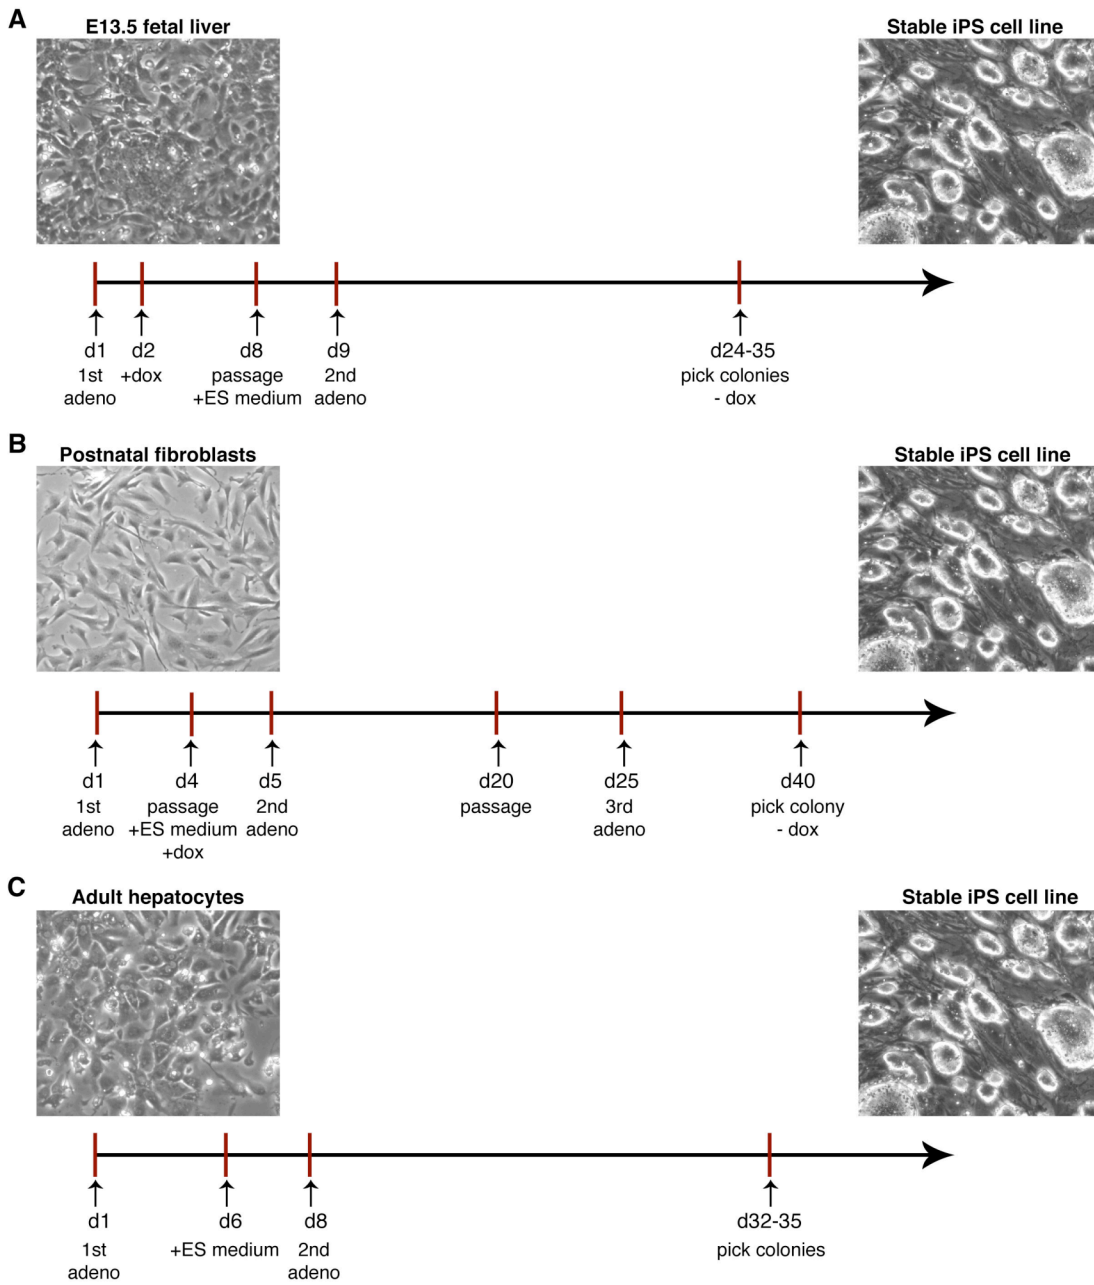 A
E13.5 fetal liver
Stable iPS cell line
d1
1st
adeno
d2
+dox
d8
passage
+ES medium
d9
2nd
adeno
d24-35
pick colonies
- dox
B
Postnatal fibroblasts
Stable iPS cell line
d1
1st
adeno
d4
passage
+ES medium
+dox
d5
2nd
adeno
d20
passage
d25
3rd
adeno
d40
pick colony
- dox
C
Adult hepatocytes
Stable iPS cell line
d1
1st
adeno
d6
+ES medium
d8
2nd
adeno
d32-35
pick colonies